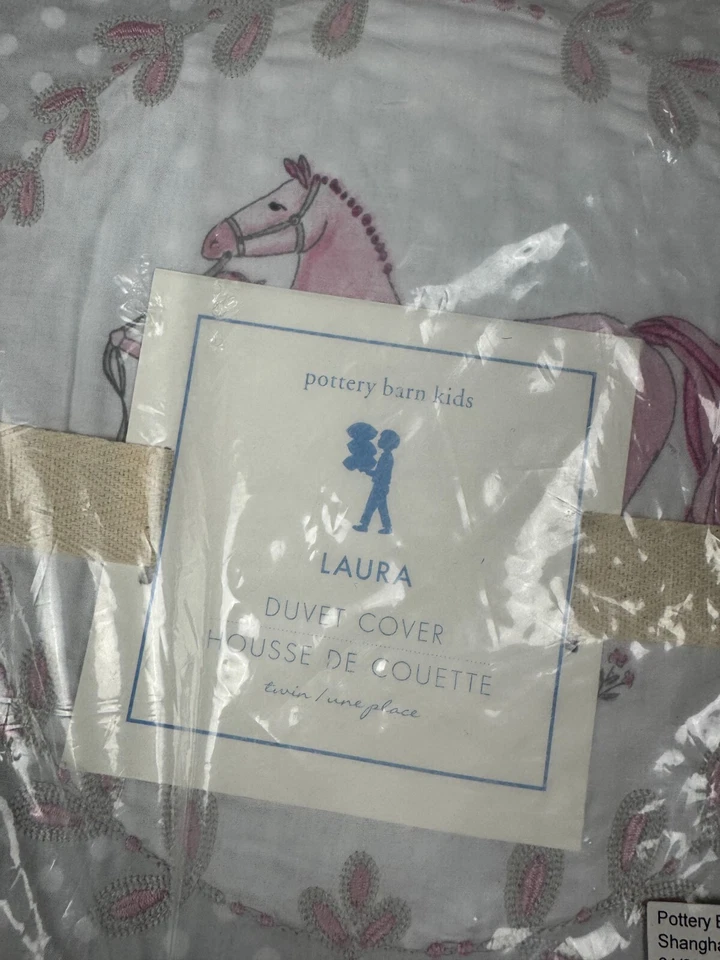 pottery barn kids
LAURA
DUVET COVER
HOUSSE DE COUETTE
twin / une place
Pottery
Shangha